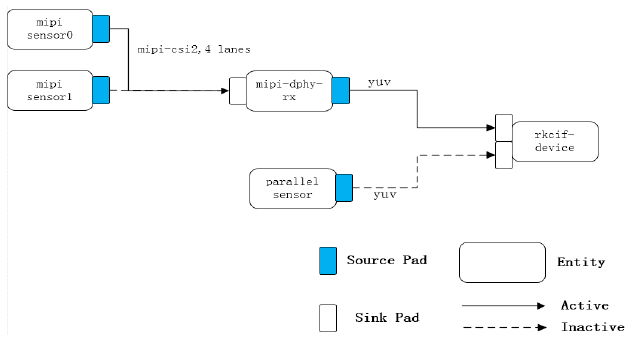 mipi
sensor0
mipi-csi2,4 lanes
mipi
sensor1
mipi-dphy-
rx
yuv
rkcif-
device
parallel
sensor
yuv
Source Pad
Entity
Sink Pad
Active
Inactive